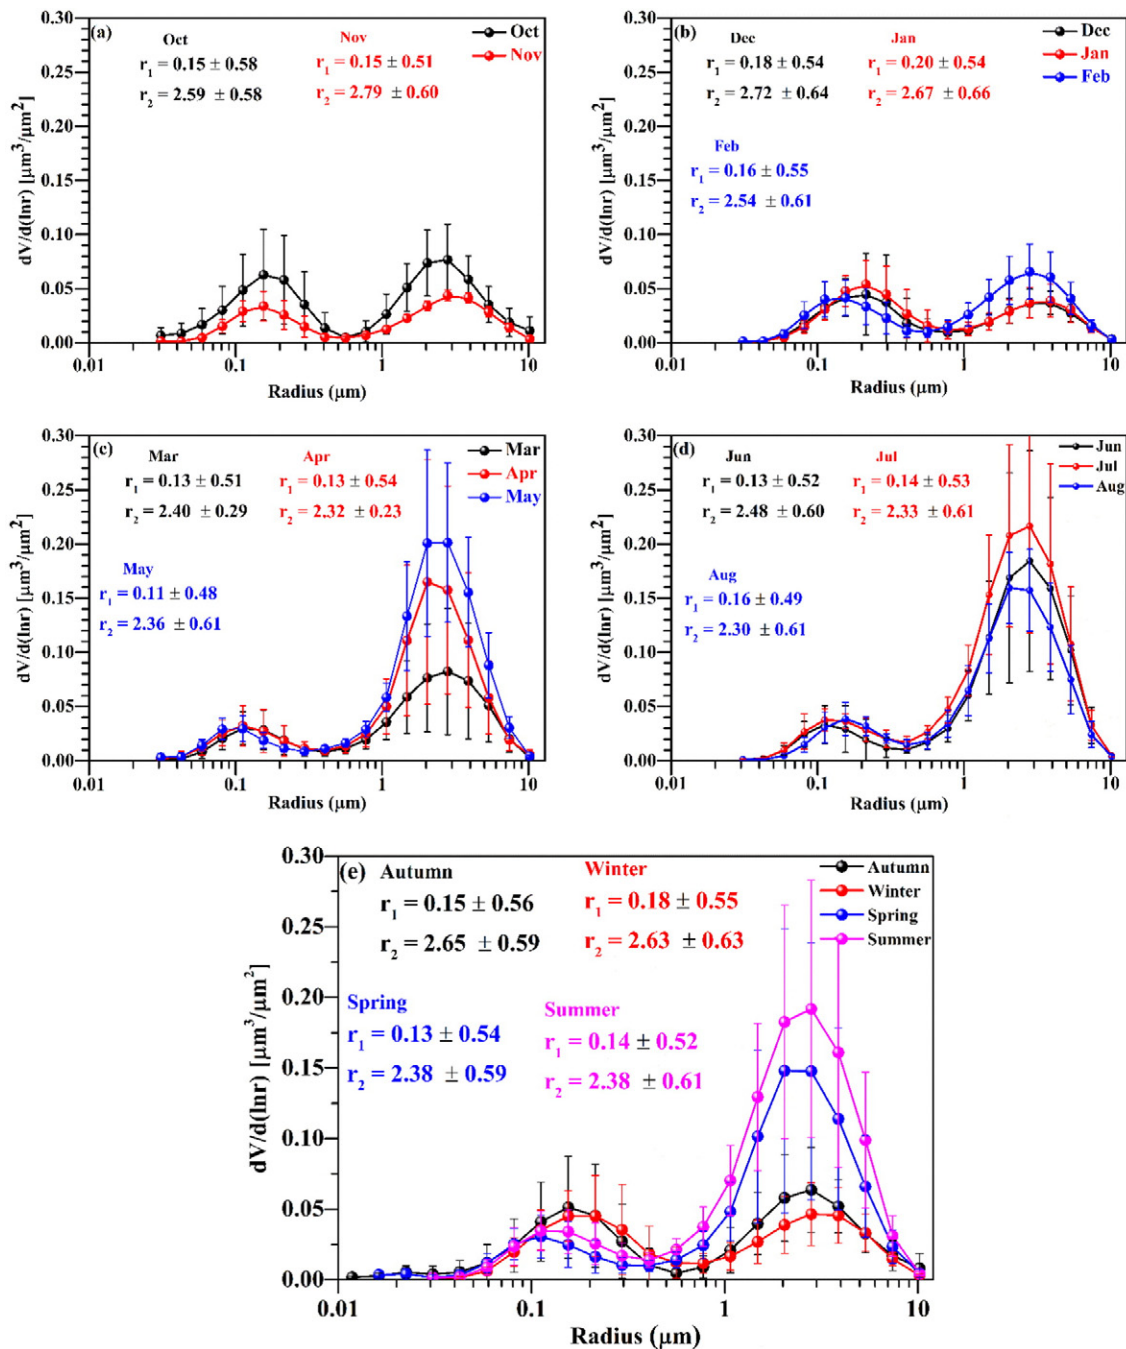 (a)
Oct
Nov
r1 = 0.15 ± 0.58
r1 = 0.15 ± 0.51
r2 = 2.59 ± 0.58
r2 = 2.79 ± 0.60
Oct
Nov
dV/d(lnr) [μm³/μm²]
0.30
0.25
0.20
0.15
0.10
0.05
0.00
0.01 0.1 1 10
Radius (μm)
(b)
Dec
Jan
r1 = 0.18 ± 0.54
r1 = 0.20 ± 0.54
r2 = 2.72 ± 0.64
r2 = 2.67 ± 0.66
Feb
r1 = 0.16 ± 0.55
r2 = 2.54 ± 0.61
Dec
Jan
Feb
dV/d(lnr) [μm³/μm²]
0.30
0.25
0.20
0.15
0.10
0.05
0.00
0.01 0.1 1 10
Radius (μm)
(c)
Mar
Apr
r1 = 0.13 ± 0.51
r1 = 0.13 ± 0.54
r2 = 2.40 ± 0.29
r2 = 2.32 ± 0.23
May
r1 = 0.11 ± 0.48
r2 = 2.36 ± 0.61
Mar
Apr
May
dV/d(lnr) [μm³/μm²]
0.30
0.25
0.20
0.15
0.10
0.05
0.00
0.01 0.1 1 10
Radius (μm)
(d)
Jun
Jul
r1 = 0.13 ± 0.52
r1 = 0.14 ± 0.53
r2 = 2.48 ± 0.60
r2 = 2.33 ± 0.61
Aug
r1 = 0.16 ± 0.49
r2 = 2.30 ± 0.61
Jun
Jul
Aug
dV/d(lnr) [μm³/μm²]
0.30
0.25
0.20
0.15
0.10
0.05
0.00
0.01 0.1 1 10
Radius (μm)
(e)
Autumn
Winter
r1 = 0.15 ± 0.56
r1 = 0.18 ± 0.55
r2 = 2.65 ± 0.59
r2 = 2.63 ± 0.63
Spring
Summer
r1 = 0.13 ± 0.54
r1 = 0.14 ± 0.52
r2 = 2.38 ± 0.59
r2 = 2.38 ± 0.61
Autumn
Winter
Spring
Summer
dV/d(lnr) [μm³/μm²]
0.30
0.25
0.20
0.15
0.10
0.05
0.00
0.01 0.1 1 10
Radius (μm)